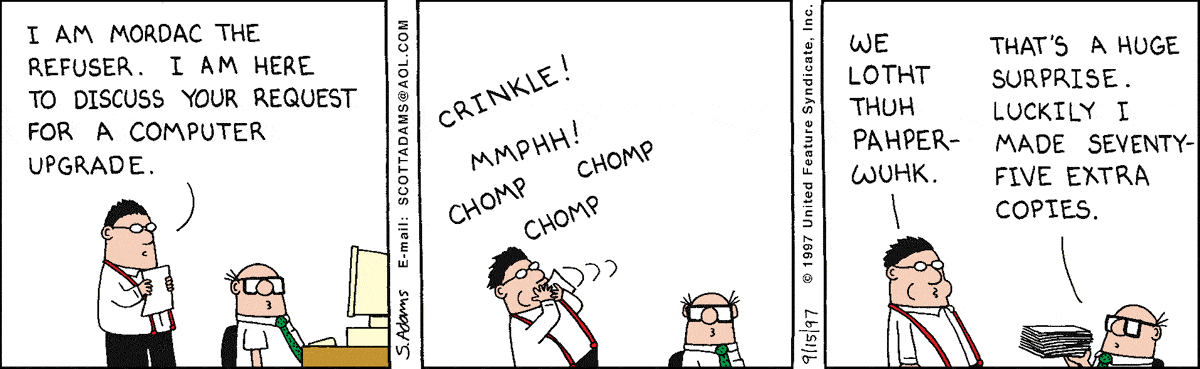 I AM MORDAC THE
REFUSER. I AM HERE
TO DISCUSS YOUR REQUEST
FOR A COMPUTER
UPGRADE.
S.Adams E-mail: SCOTTADAMS@AOL.COM
CRINKLE!
MMPHH!
CHOMP
CHOMP
CHOMP
9/15/97 © 1997 United Feature Syndicate, Inc.
WE
LOTHT
THUH
PAHPER-
WUHK.
THAT'S A HUGE
SURPRISE.
LUCKILY I
MADE SEVENTY-
FIVE EXTRA
COPIES.